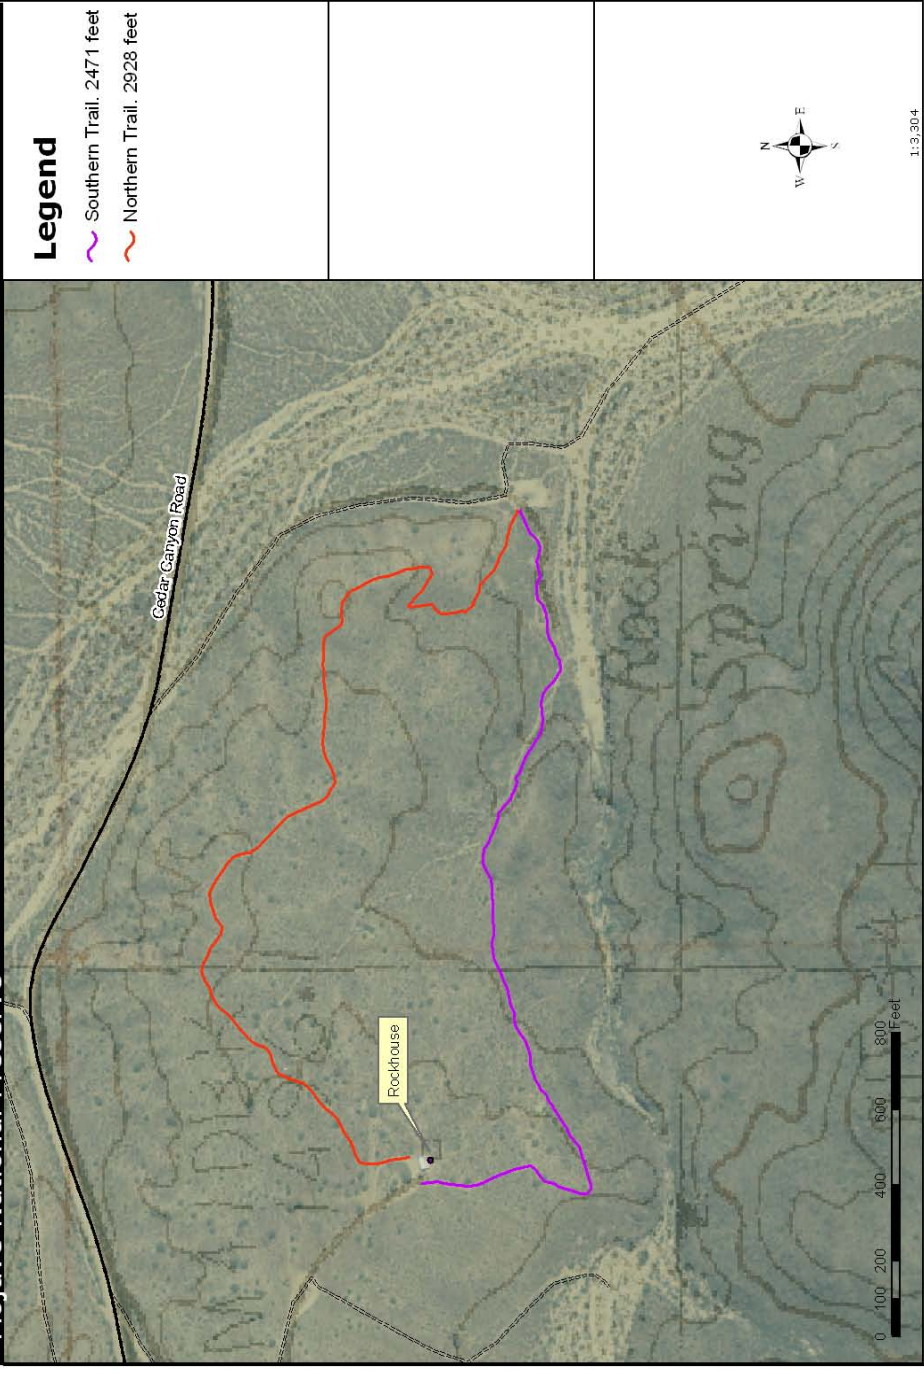 Legend
Southern Trail. 2471 feet
Northern Trail. 2928 feet
Cedar Canyon Road
Rockhouse
Rock
Spring
N
W E
S
1:3,304
0 100 200 400 600 800
Feet